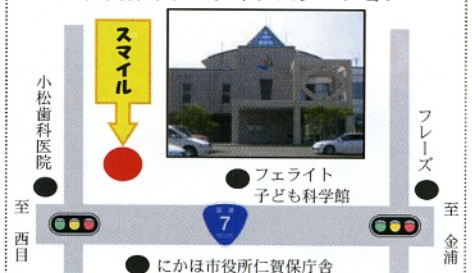 スマイル
小松歯科医院
フェライト
子ども科学館
フレーズ
至 西目
国道
7
至 金浦
にかほ市役所仁賀保庁舎